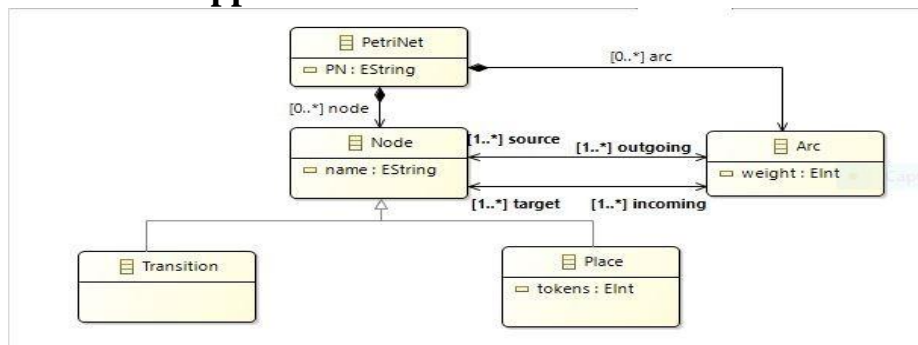 PetriNet
PN : EString
[0..*] arc
[0..*] node
Node
name : EString
[1..*] source
[1..*] outgoing
Arc
weight : EInt
[1..*] target
[1..*] incoming
Transition
Place
tokens : EInt